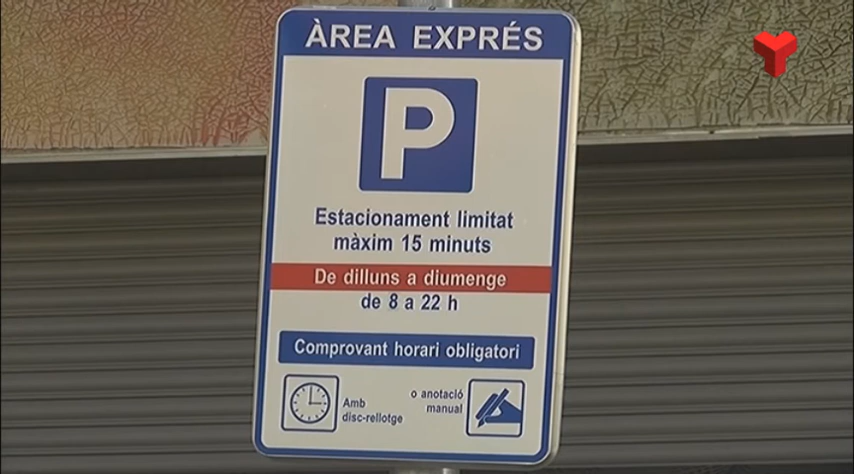 ÀREA EXPRÉS
P
Estacionament limitat
màxim 15 minuts
De dilluns a diumenge
de 8 a 22 h
Comprovant horari obligatori
Amb
disc-rellotge
o anotació
manual